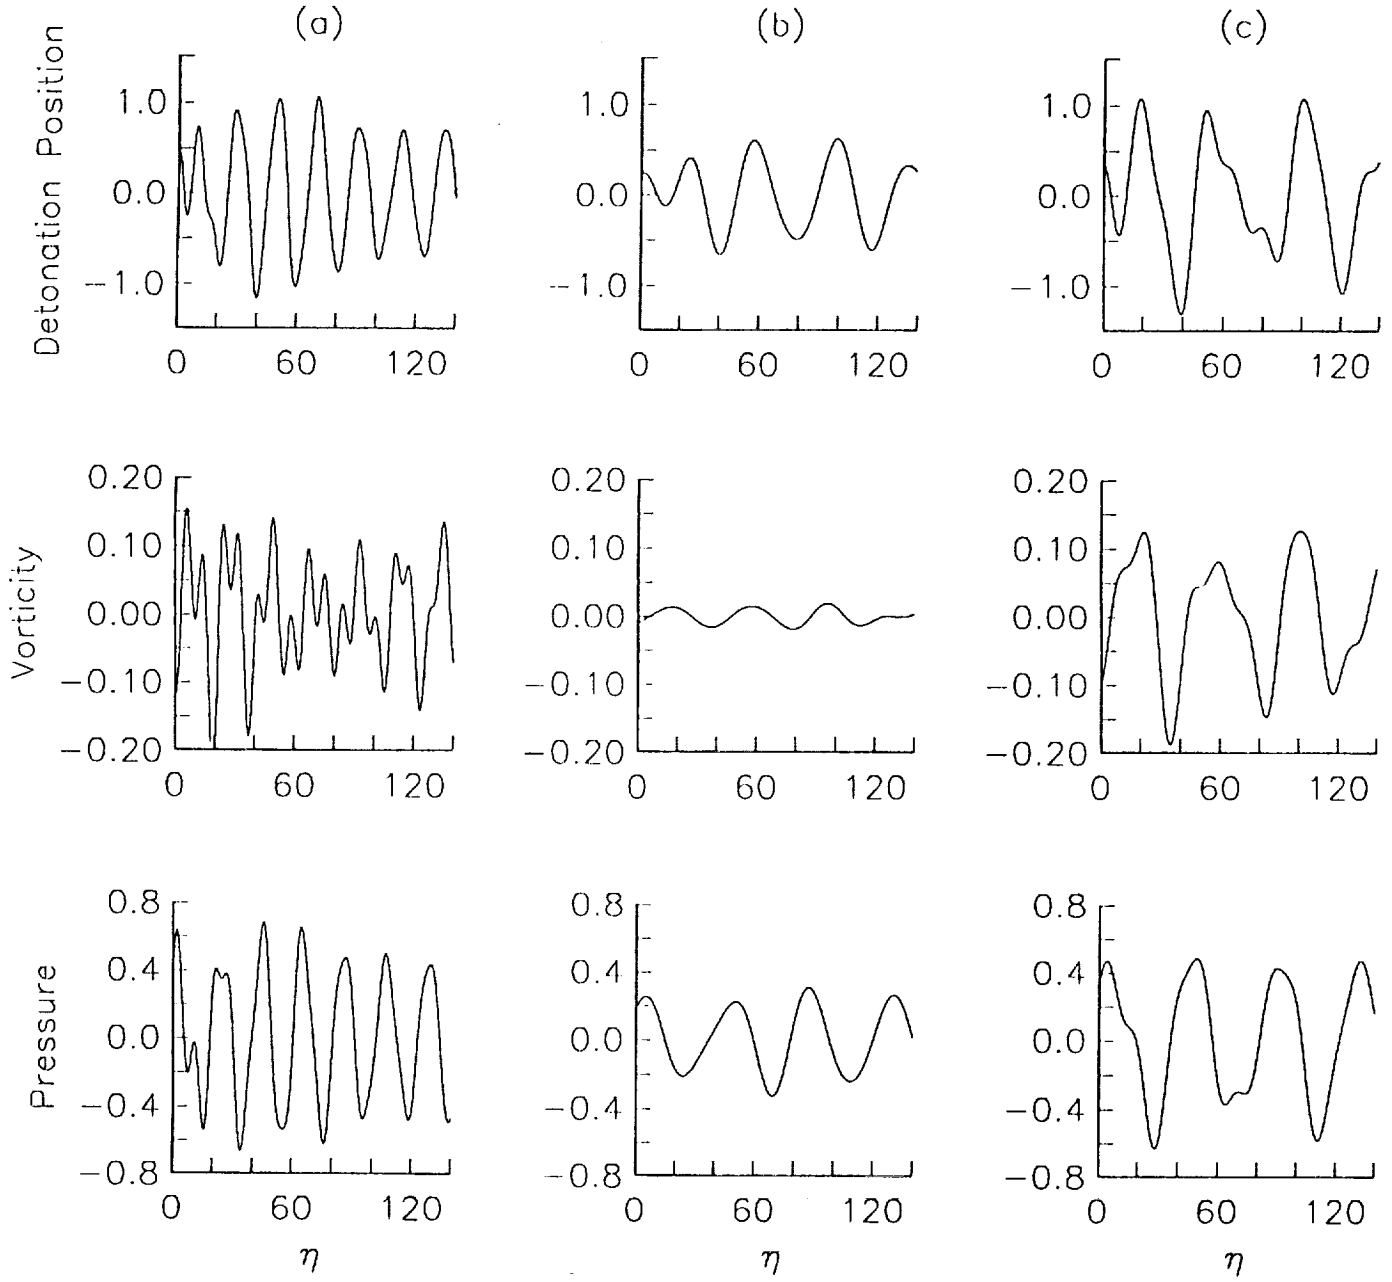 (a) (b) (c)
Detonation Position
1.0 1.0 1.0
0.0 0.0 0.0
−1.0 −1.0 −1.0
0 60 120 0 60 120 0 60 120
Vorticity
0.20 0.20 0.20
0.10 0.10 0.10
0.00 0.00 0.00
−0.10 −0.10 −0.10
−0.20 −0.20 −0.20
0 60 120 0 60 120 0 60 120
Pressure
0.8 0.8 0.8
0.4 0.4 0.4
0.0 0.0 0.0
−0.4 −0.4 −0.4
−0.8 −0.8 −0.8
0 60 120 0 60 120 0 60 120
η η η